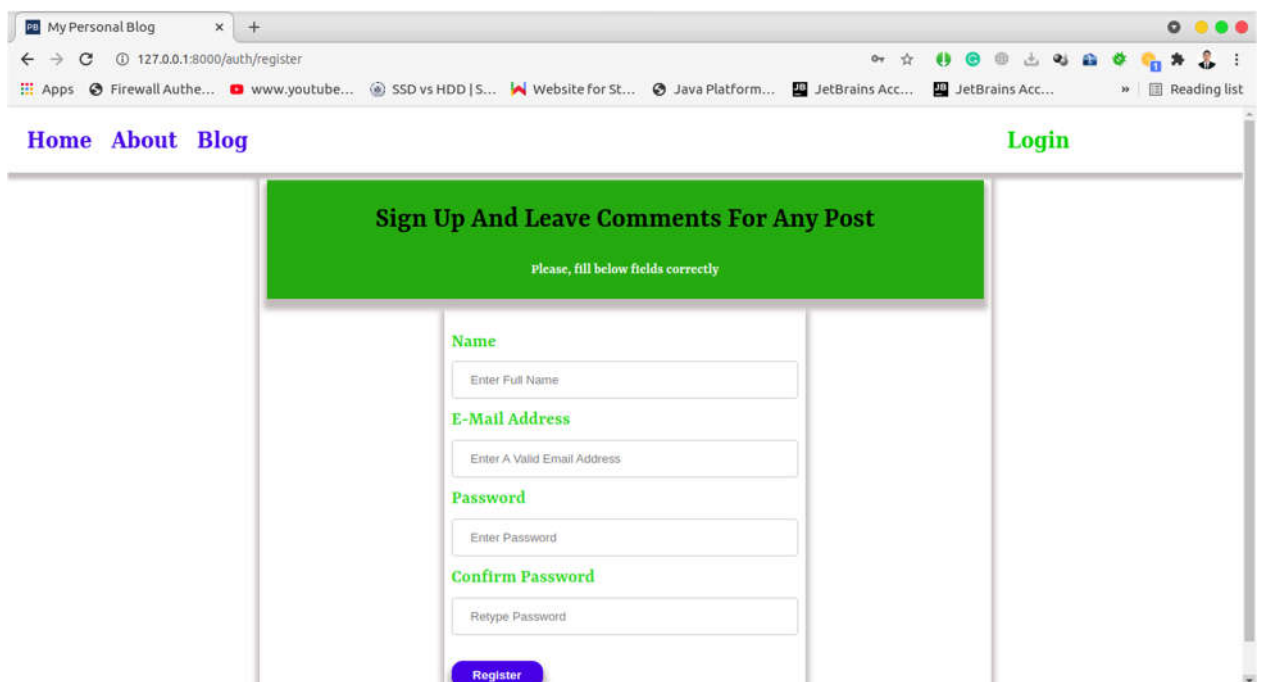 PB My Personal Blog × +
127.0.0.1:8000/auth/register
Apps Firewall Authe... www.youtube... SSD vs HDD | S... Website for St... Java Platform... JB JetBrains Acc... JB JetBrains Acc... » Reading list
Home About Blog Login
Sign Up And Leave Comments For Any Post
Please, fill below fields correctly
Name
Enter Full Name
E-Mail Address
Enter A Valid Email Address
Password
Enter Password
Confirm Password
Retype Password
Register